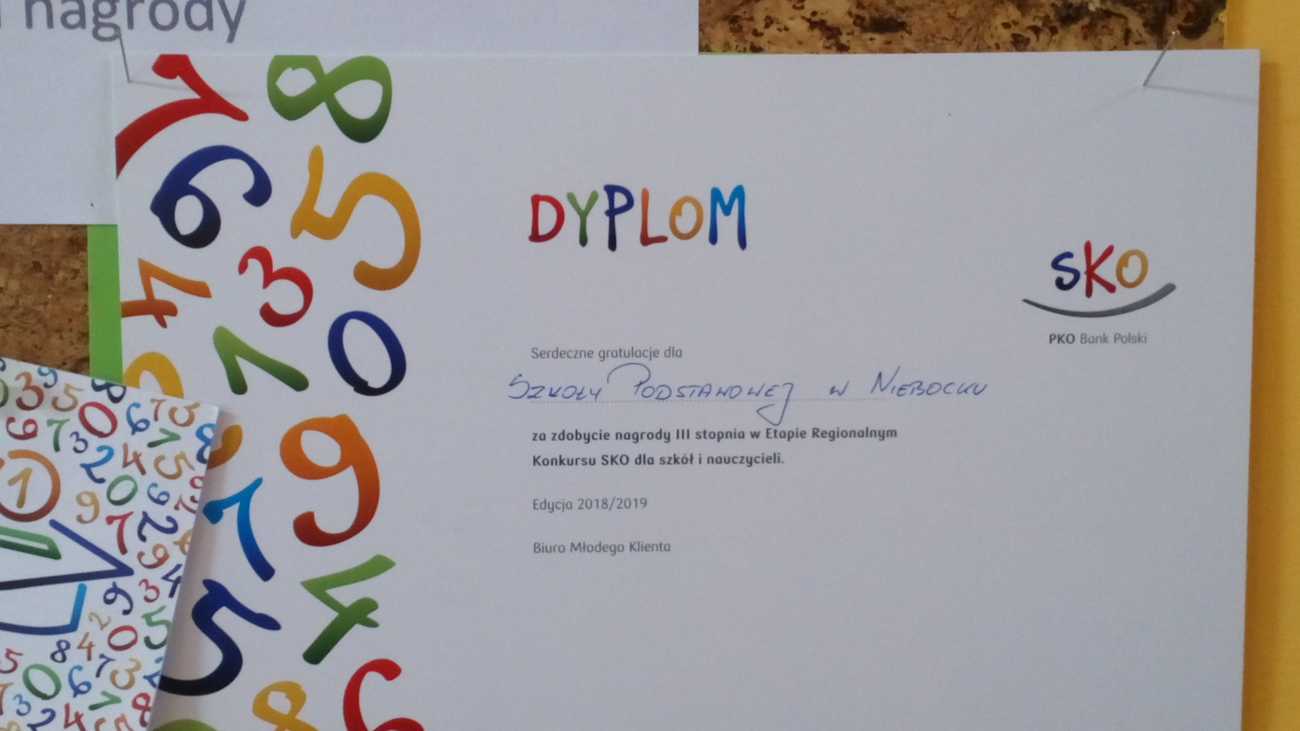 nagrody
DYPLOM
SKO
PKO Bank Polski
Serdeczne gratulacje dla
Szkoły Podstawowej w Niebocku
za zdobycie nagrody III stopnia w Etapie Regionalnym
Konkursu SKO dla szkół i nauczycieli.
Edycja 2018/2019
Biuro Młodego Klienta